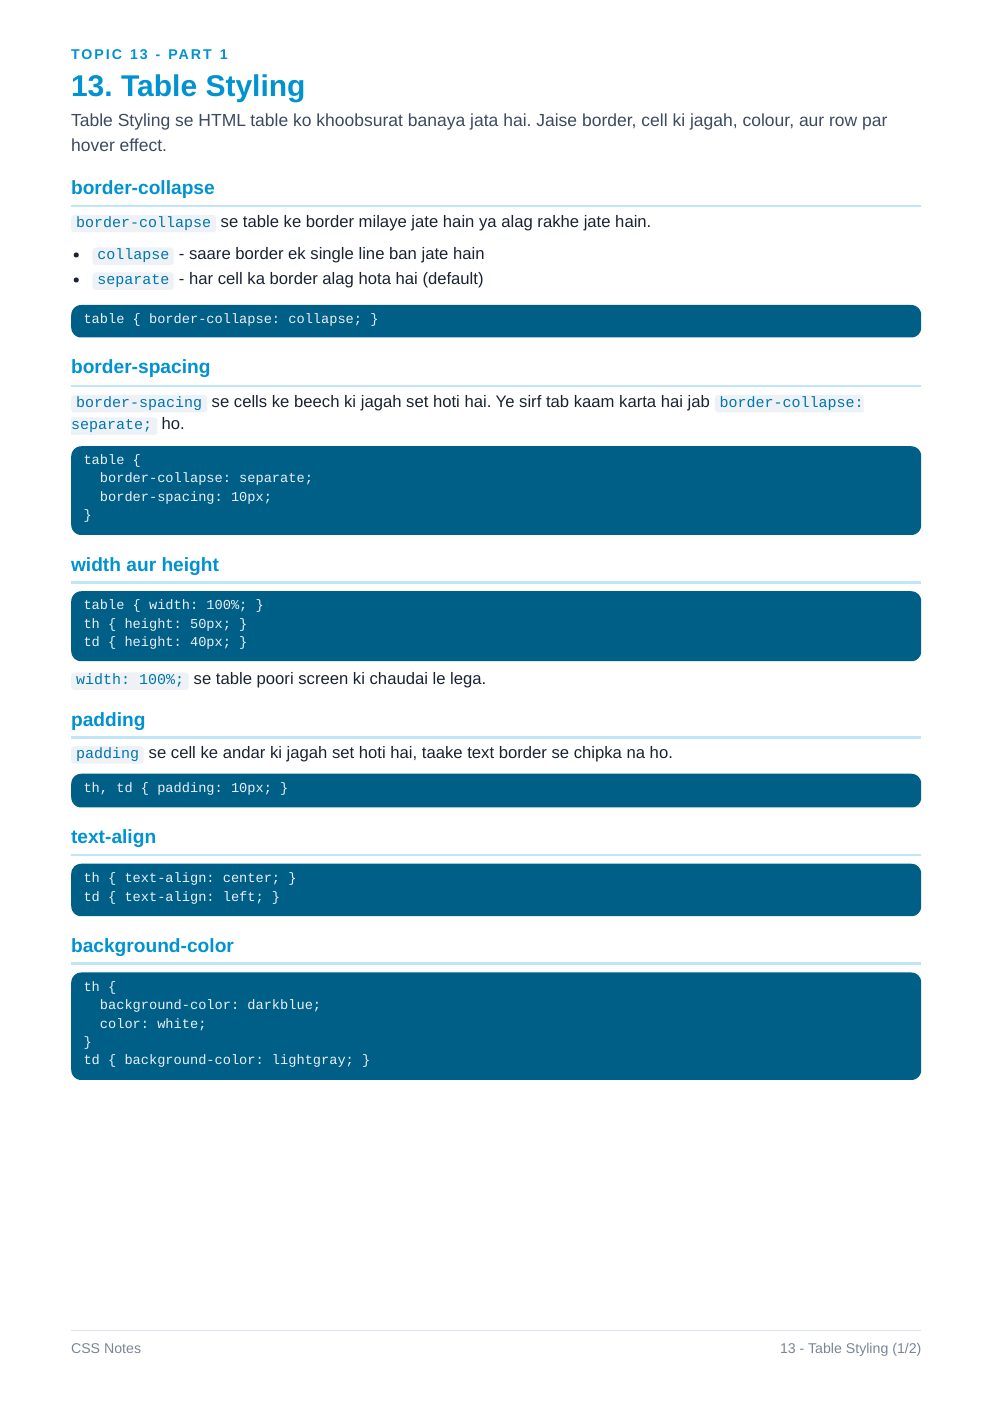 TOPIC 13 - PART 1
13. Table Styling
Table Styling se HTML table ko khoobsurat banaya jata hai. Jaise border, cell ki jagah, colour, aur row par
hover effect.
border-collapse
border-collapse se table ke border milaye jate hain ya alag rakhe jate hain.
• collapse - saare border ek single line ban jate hain
• separate - har cell ka border alag hota hai (default)
table { border-collapse: collapse; }
border-spacing
border-spacing se cells ke beech ki jagah set hoti hai. Ye sirf tab kaam karta hai jab border-collapse:
separate; ho.
table {
  border-collapse: separate;
  border-spacing: 10px;
}
width aur height
table { width: 100%; }
th { height: 50px; }
td { height: 40px; }
width: 100%; se table poori screen ki chaudai le lega.
padding
padding se cell ke andar ki jagah set hoti hai, taake text border se chipka na ho.
th, td { padding: 10px; }
text-align
th { text-align: center; }
td { text-align: left; }
background-color
th {
  background-color: darkblue;
  color: white;
}
td { background-color: lightgray; }
CSS Notes
13 - Table Styling (1/2)